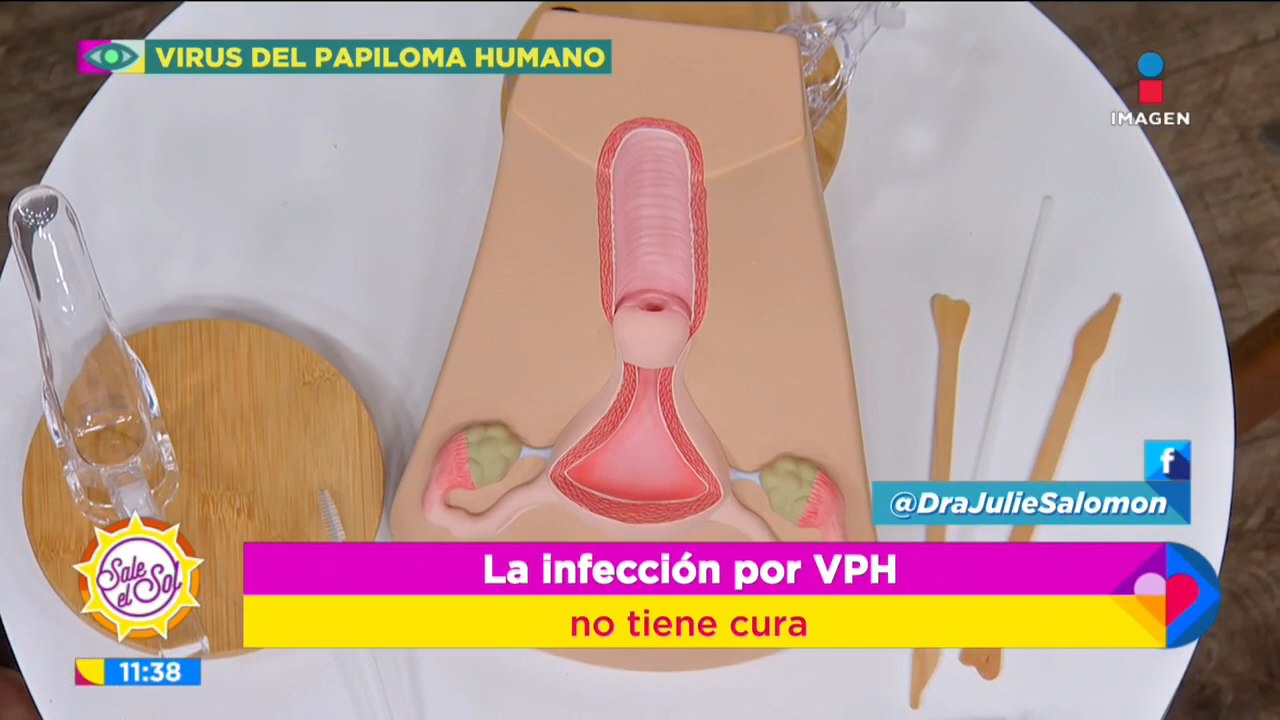 VIRUS DEL PAPILOMA HUMANO
IMAGEN
f
@DraJulieSalomon
La infección por VPH
no tiene cura
Sale
el Sol
11:38